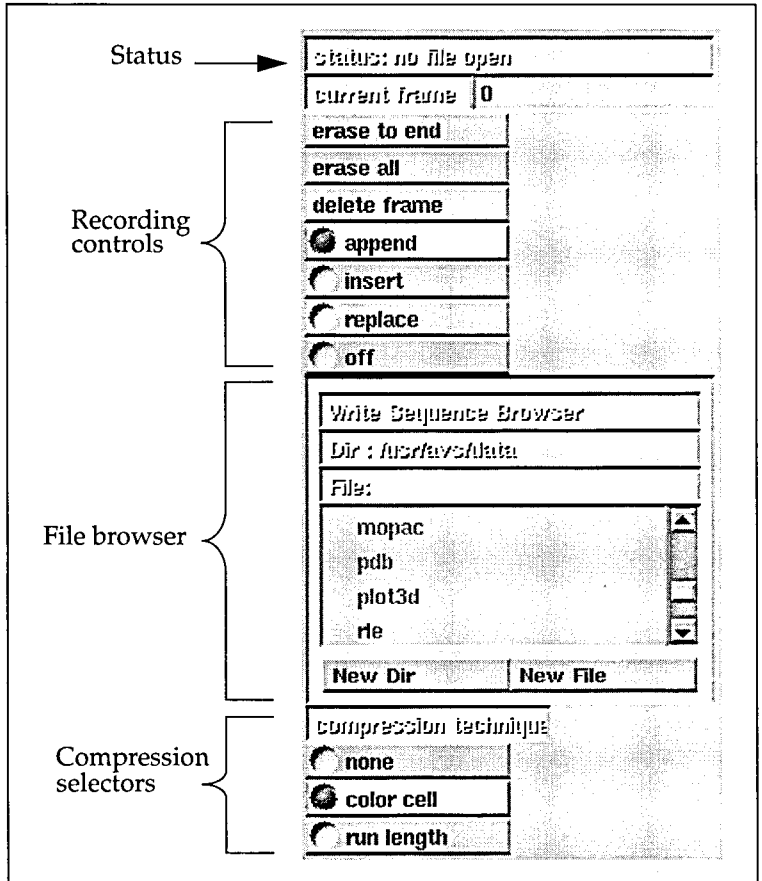 Status
status: no file open
current frame 0
erase to end
erase all
delete frame
Recording
controls
append
insert
replace
off
Write Sequence Browser
Dir : /usr/avs/data
File:
File browser
mopac
pdb
plot3d
rle
New Dir New File
compression technique
Compression
selectors
none
color cell
run length